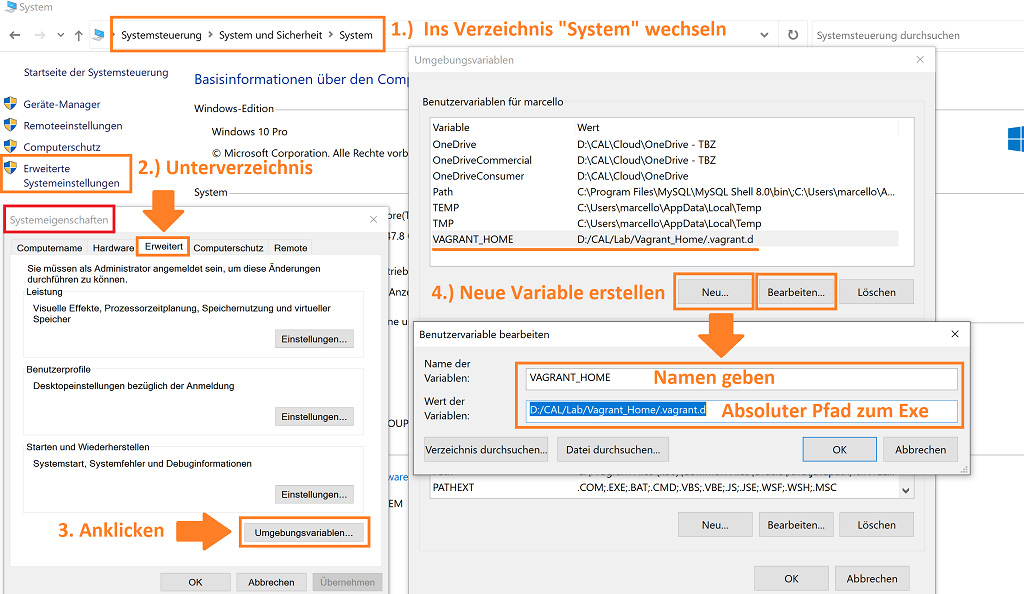 System
Systemsteuerung > System und Sicherheit > System
1.) Ins Verzeichnis "System" wechseln
Systemsteuerung durchsuchen
Startseite der Systemsteuerung
Geräte-Manager
Remoteeinstellungen
Computerschutz
Erweiterte
Systemeinstellungen
2.) Unterverzeichnis
Basisinformationen über den Comp
Windows-Edition
Windows 10 Pro
© Microsoft Corporation. Alle Rechte vorb
System
Systemeigenschaften
Computername Hardware Erweitert Computerschutz Remote
Sie müssen als Administrator angemeldet sein, um diese Änderungen
durchführen zu können.
Leistung
Visuelle Effekte, Prozessorzeitplanung, Speichernutzung und virtueller
Speicher
Einstellungen...
Benutzerprofile
Desktopeinstellungen bezüglich der Anmeldung
Einstellungen...
Starten und Wiederherstellen
Systemstart, Systemfehler und Debuginformationen
Einstellungen...
3. Anklicken
Umgebungsvariablen...
OK Abbrechen Übernehmen
Umgebungsvariablen
Benutzervariablen für marcello
Variable Wert
OneDrive D:\CAL\Cloud\OneDrive - TBZ
OneDriveCommercial D:\CAL\Cloud\OneDrive - TBZ
OneDriveConsumer D:\CAL\Cloud\OneDrive
Path C:\Program Files\MySQL\MySQL Shell 8.0\bin\;C:\Users\marcello\A...
TEMP C:\Users\marcello\AppData\Local\Temp
TMP C:\Users\marcello\AppData\Local\Temp
VAGRANT_HOME D:/CAL/Lab/Vagrant_Home/.vagrant.d
4.) Neue Variable erstellen
Neu... Bearbeiten... Löschen
Benutzervariable bearbeiten
Name der
Variablen:
VAGRANT_HOME
Namen geben
Wert der
Variablen:
D:/CAL/Lab/Vagrant_Home/.vagrant.d
Absoluter Pfad zum Exe
Verzeichnis durchsuchen... Datei durchsuchen... OK Abbrechen
PATHEXT .COM;.EXE;.BAT;.CMD;.VBS;.VBE;.JS;.JSE;.WSF;.WSH;.MSC
Neu... Bearbeiten... Löschen
OK Abbrechen